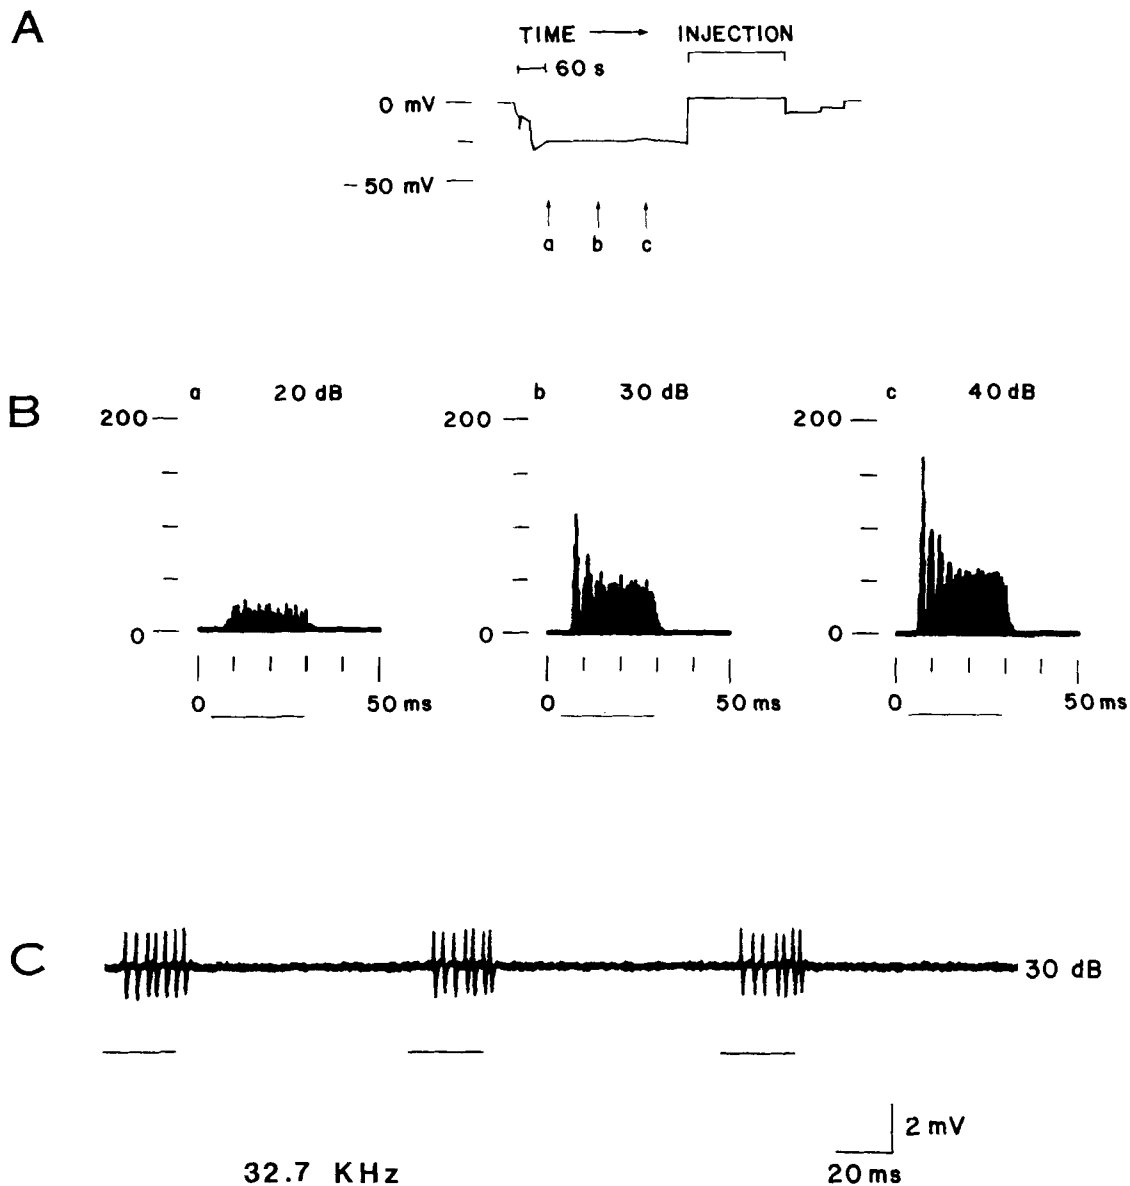 A
TIME INJECTION
60 s
0 mV
- 50 mV
a b c
B
a 20 dB b 30 dB c 40 dB
200 200 200
0 0 0
0 50 ms 0 50 ms 0 50 ms
C
30 dB
2 mV
20 ms
32.7 KHz